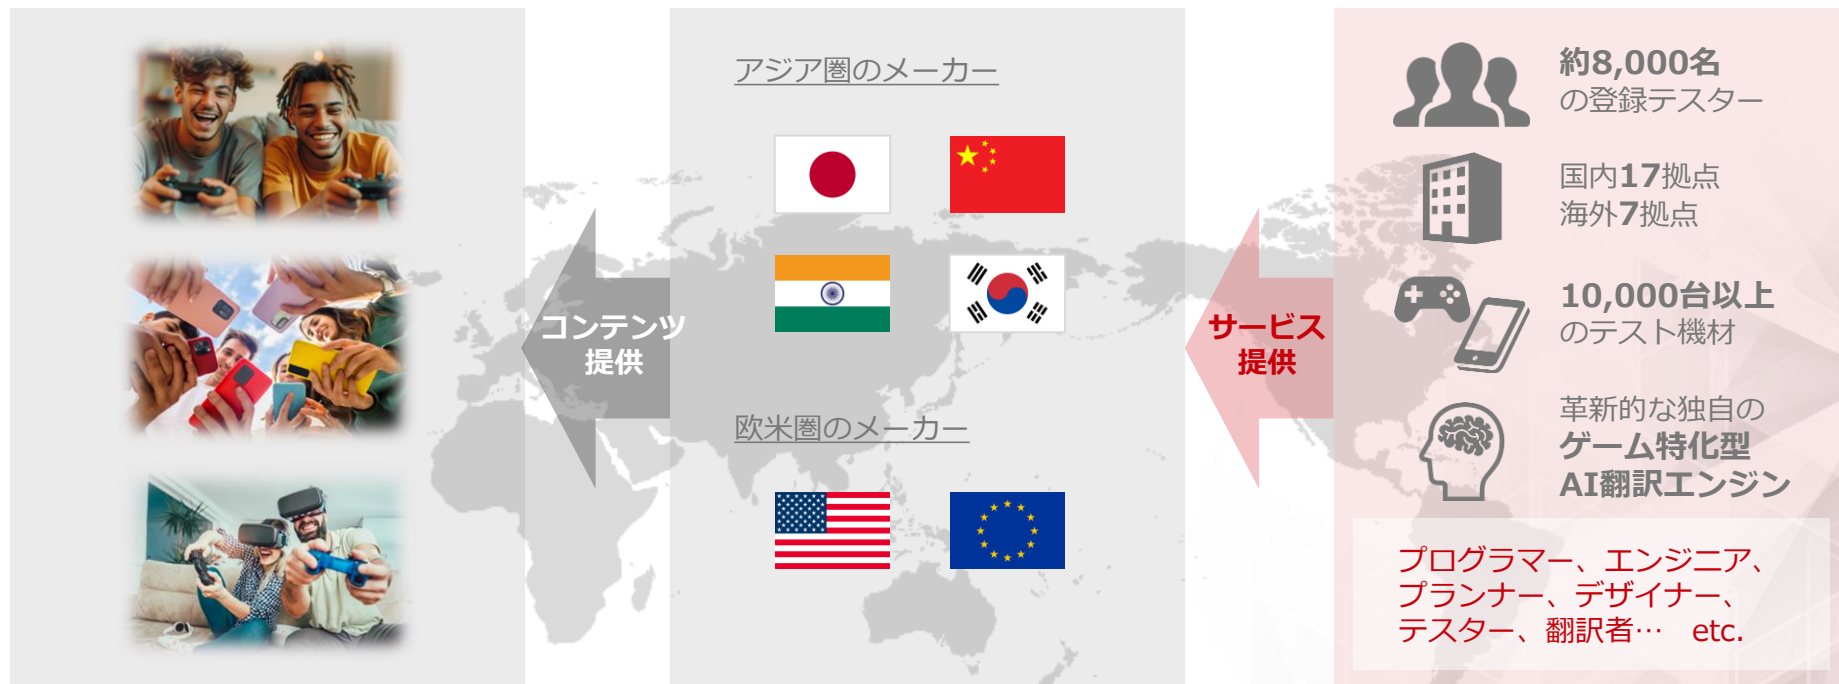 アジア圏のメーカー
欧米圏のメーカー
コンテンツ
提供
サービス
提供
約8,000名
の登録テスター
国内17拠点
海外7拠点
10,000台以上
のテスト機材
革新的な独自の
ゲーム特化型
AI翻訳エンジン
プログラマー、エンジニア、
プランナー、デザイナー、
テスター、翻訳者… etc.